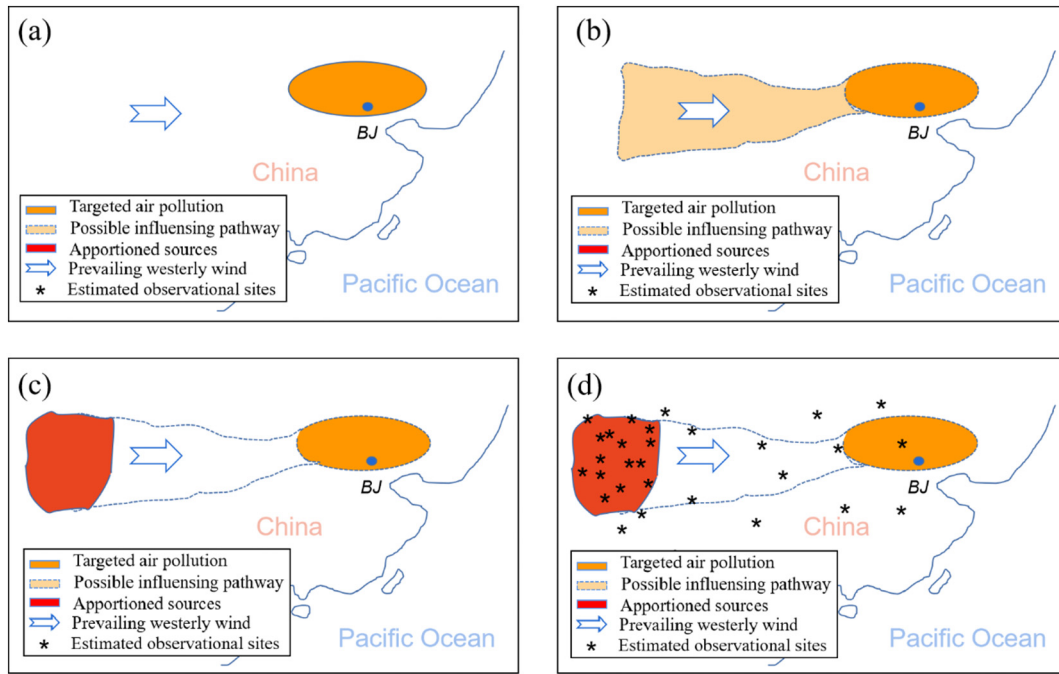 (a)
BJ
China
Targeted air pollution
Possible influensing pathway
Apportioned sources
Prevailing westerly wind
* Estimated observational sites
Pacific Ocean
(b)
BJ
China
Targeted air pollution
Possible influensing pathway
Apportioned sources
Prevailing westerly wind
* Estimated observational sites
Pacific Ocean
(c)
BJ
China
Targeted air pollution
Possible influensing pathway
Apportioned sources
Prevailing westerly wind
* Estimated observational sites
Pacific Ocean
(d)
BJ
China
Targeted air pollution
Possible influensing pathway
Apportioned sources
Prevailing westerly wind
* Estimated observational sites
Pacific Ocean